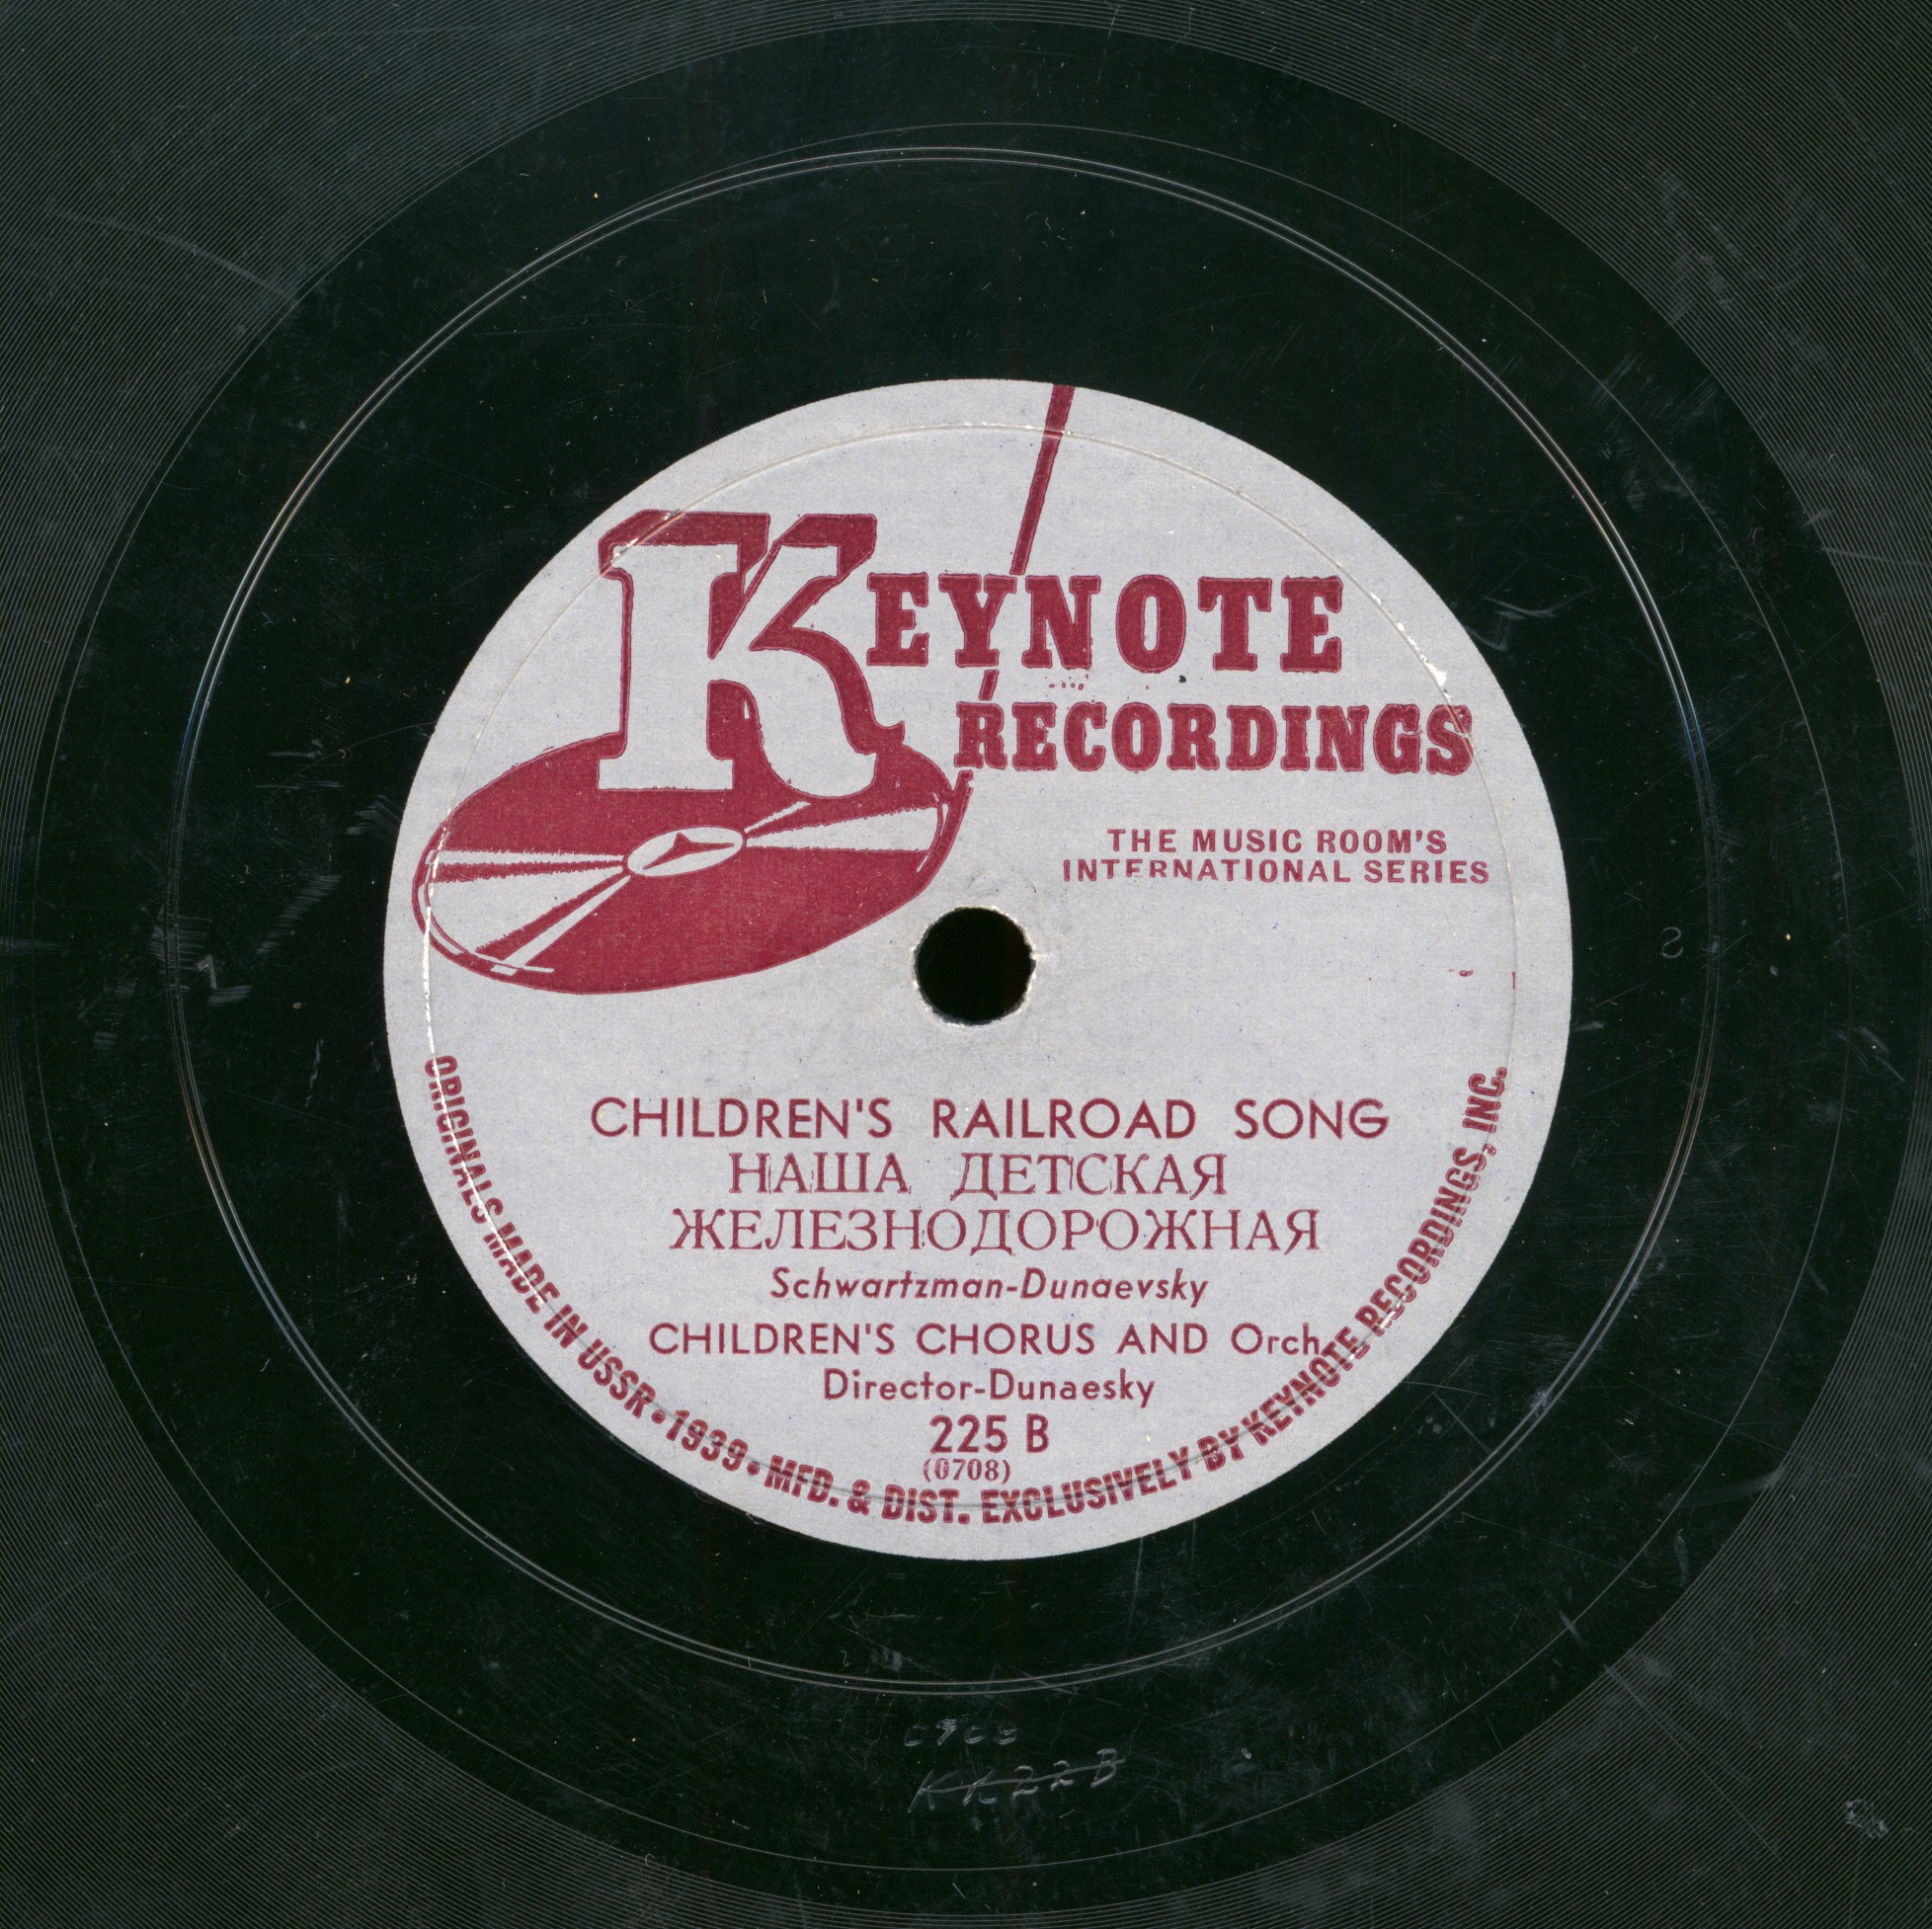 KEYNOTE
RECORDINGS
THE MUSIC ROOM'S
INTERNATIONAL SERIES
CHILDREN'S RAILROAD SONG
НАША ДЕТСКАЯ
ЖЕЛЕЗНОДОРОЖНАЯ
Schwartzman-Dunaevsky
CHILDREN'S CHORUS AND Orch.
Director-Dunaesky
225 B
(0708)
ORIGINALS MADE IN USSR • 1939 • MFD. & DIST. EXCLUSIVELY BY KEYNOTE RECORDINGS, INC.